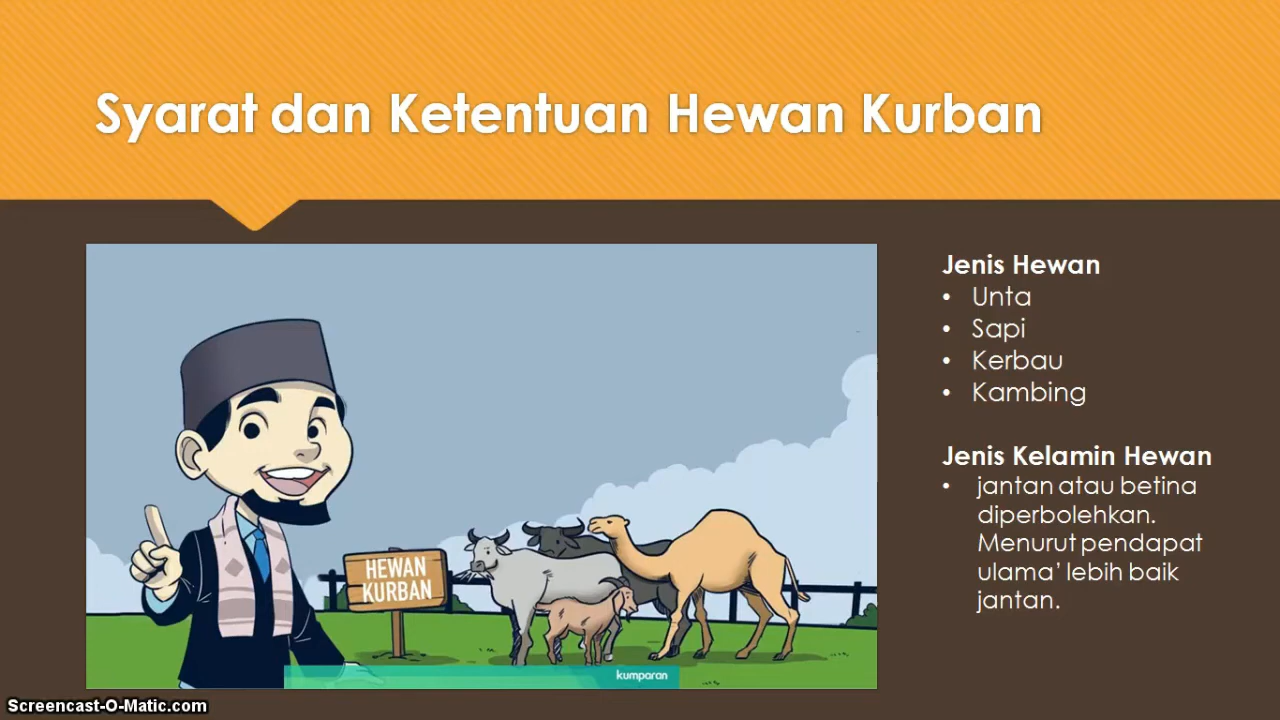 Syarat dan Ketentuan Hewan Kurban
Jenis Hewan
• Unta
• Sapi
• Kerbau
• Kambing
Jenis Kelamin Hewan
• jantan atau betina
diperbolehkan.
Menurut pendapat
ulama’ lebih baik
jantan.
HEWAN
KURBAN
kumparan
Screencast-O-Matic.com